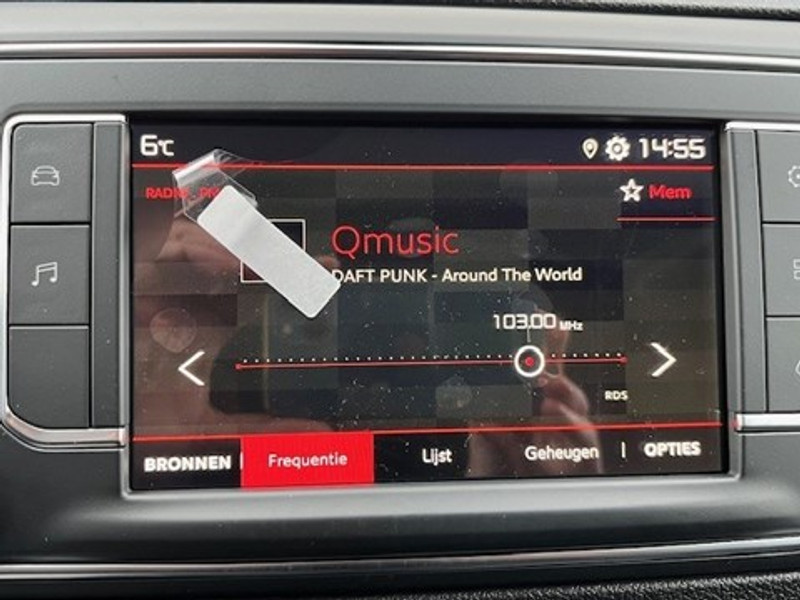 6°C 14:55
Mem
Qmusic
DAFT PUNK - Around The World
103.00 MHz
RDS
BRONNEN Frequentie Lijst Geheugen OPTIES